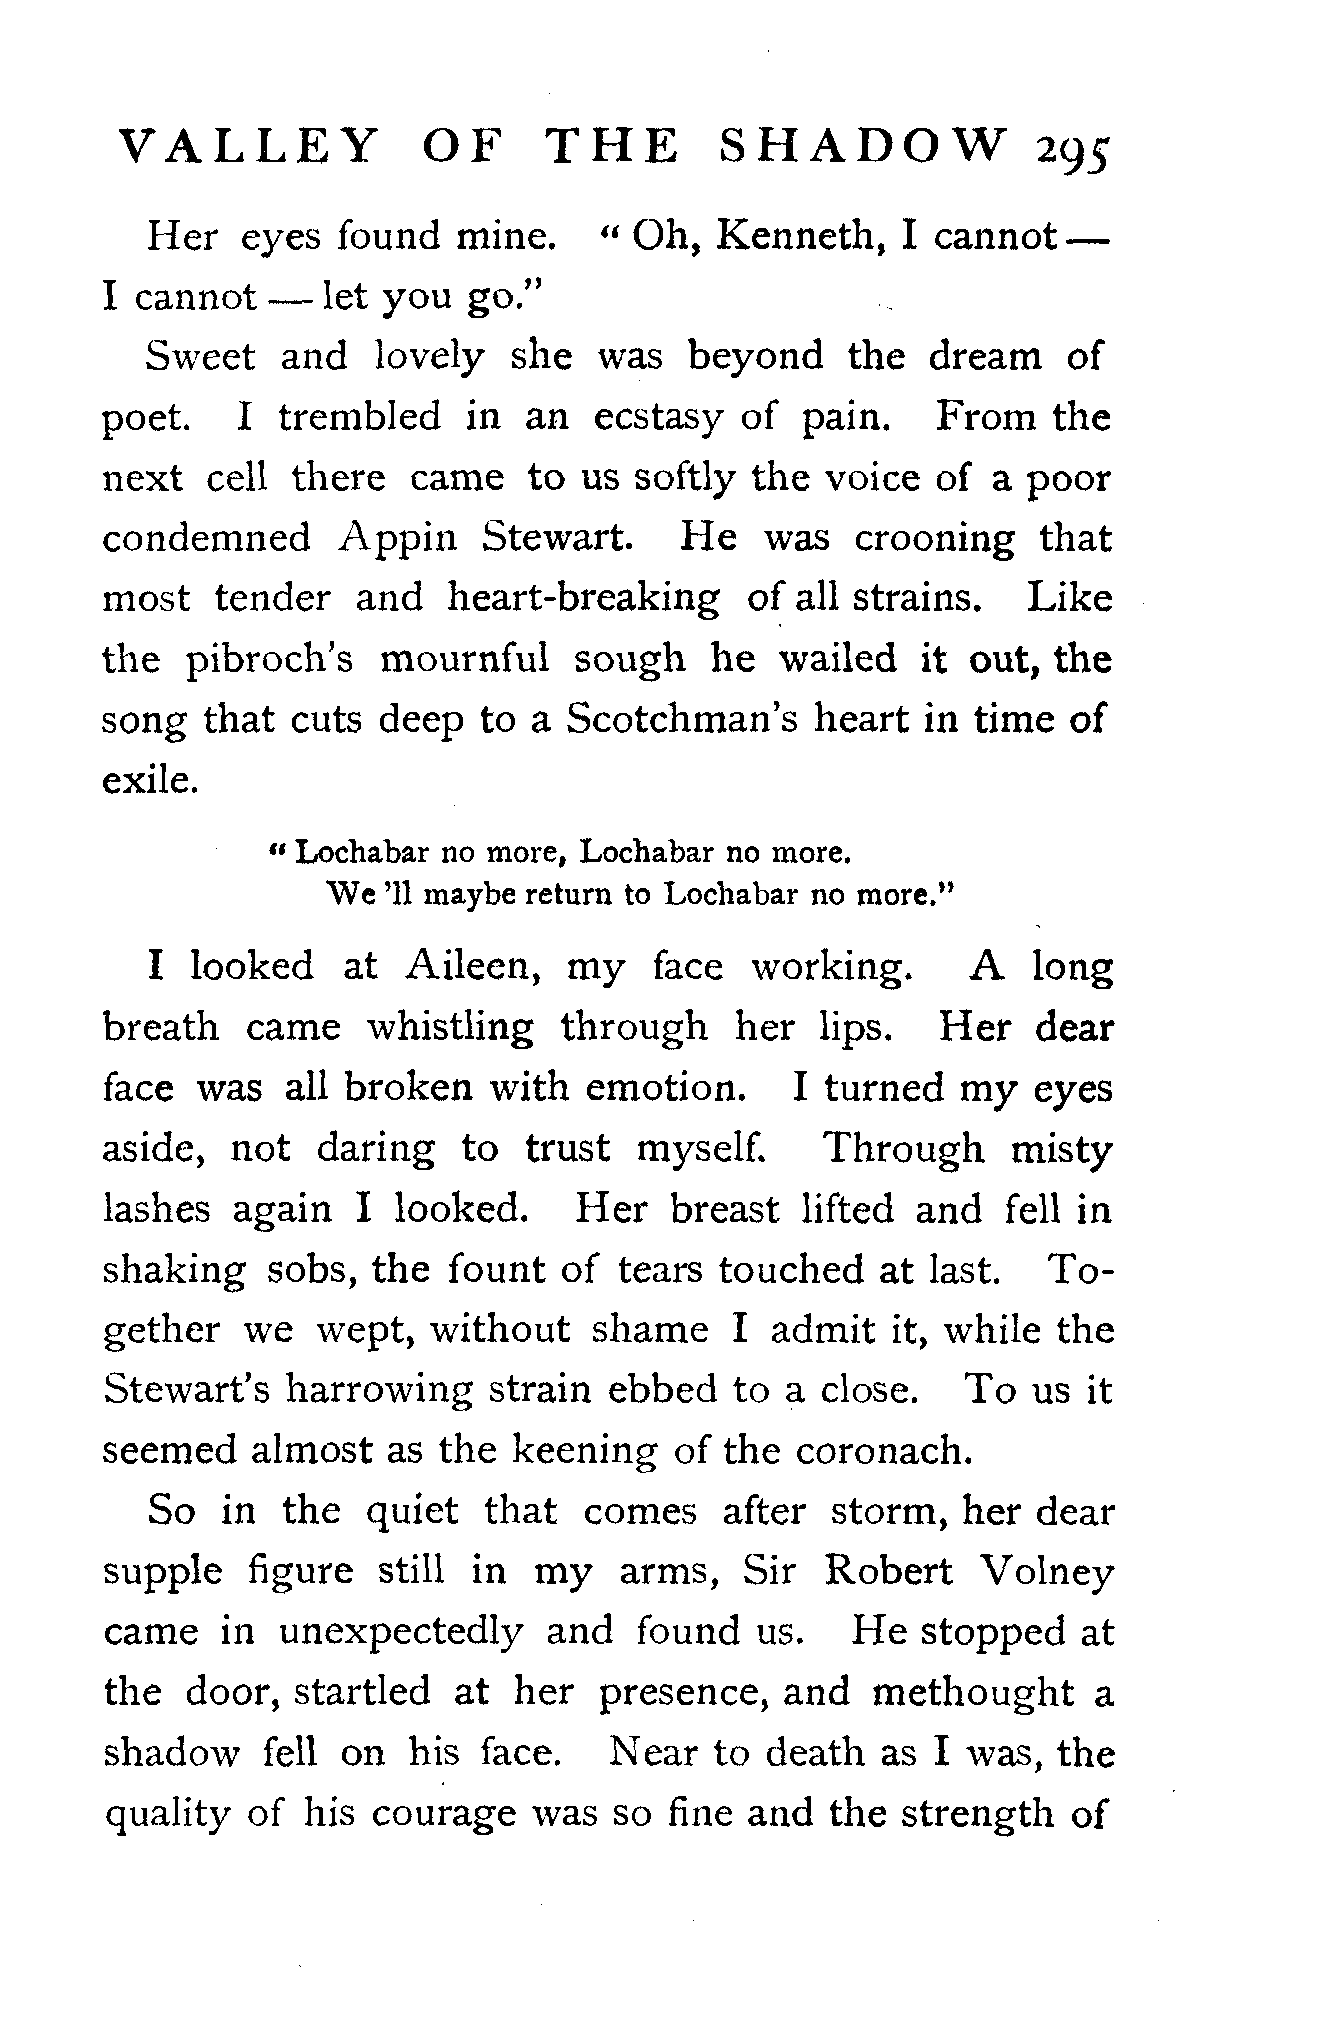 VALLEY OF THE SHADOW 295
Her eyes found mine. “ Oh, Kenneth, I cannot —
I cannot — let you go.”
Sweet and lovely she was beyond the dream of
poet. I trembled in an ecstasy of pain. From the
next cell there came to us softly the voice of a poor
condemned Appin Stewart. He was crooning that
most tender and heart-breaking of all strains. Like
the pibroch's mournful sough he wailed it out, the
song that cuts deep to a Scotchman's heart in time of
exile.
“ Lochabar no more, Lochabar no more.
We 'll maybe return to Lochabar no more.”
I looked at Aileen, my face working. A long
breath came whistling through her lips. Her dear
face was all broken with emotion. I turned my eyes
aside, not daring to trust myself. Through misty
lashes again I looked. Her breast lifted and fell in
shaking sobs, the fount of tears touched at last. To-
gether we wept, without shame I admit it, while the
Stewart's harrowing strain ebbed to a close. To us it
seemed almost as the keening of the coronach.
So in the quiet that comes after storm, her dear
supple figure still in my arms, Sir Robert Volney
came in unexpectedly and found us. He stopped at
the door, startled at her presence, and methought a
shadow fell on his face. Near to death as I was, the
quality of his courage was so fine and the strength of